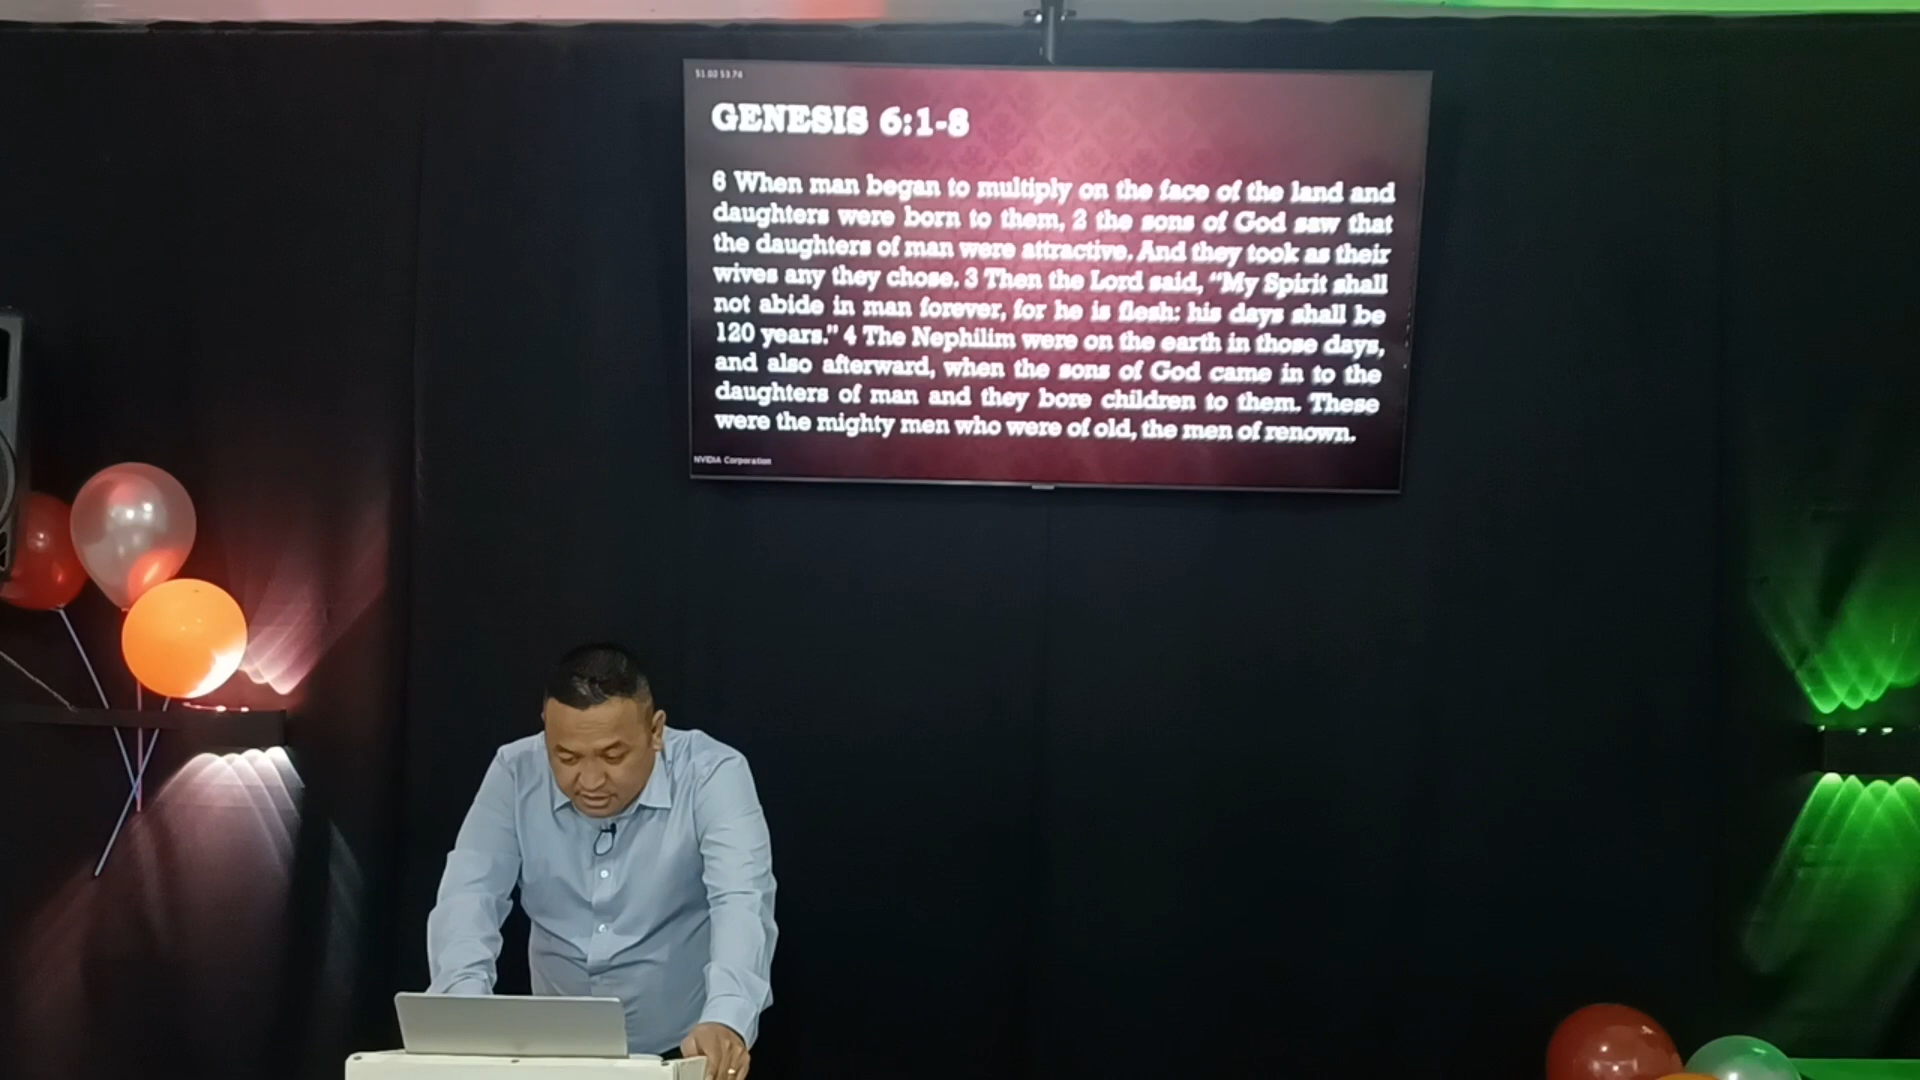 51.00 53.74
GENESIS 6:1-8
6 When man began to multiply on the face of the land and
daughters were born to them, 2 the sons of God saw that
the daughters of man were attractive. And they took as their
wives any they chose. 3 Then the Lord said, “My Spirit shall
not abide in man forever, for he is flesh: his days shall be
120 years.” 4 The Nephilim were on the earth in those days,
and also afterward, when the sons of God came in to the
daughters of man and they bore children to them. These
were the mighty men who were of old, the men of renown.
NVIDIA Corporation